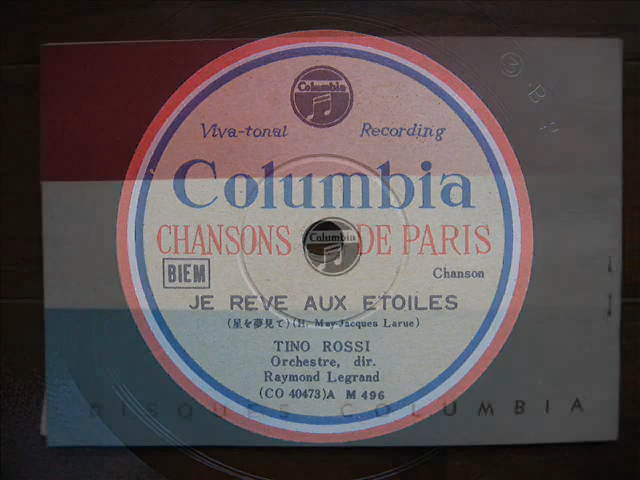 Columbia
Viva-tonal Recording
Columbia
CHANSONS DE PARIS
Columbia
BIEM
Chanson
JE REVE AUX ETOILES
(星を夢見て) (H. May-Jacques Larue)
TINO ROSSI
Orchestre, dir.
Raymond Legrand
(CO 40473) A M 496
DISQUES COLUMBIA